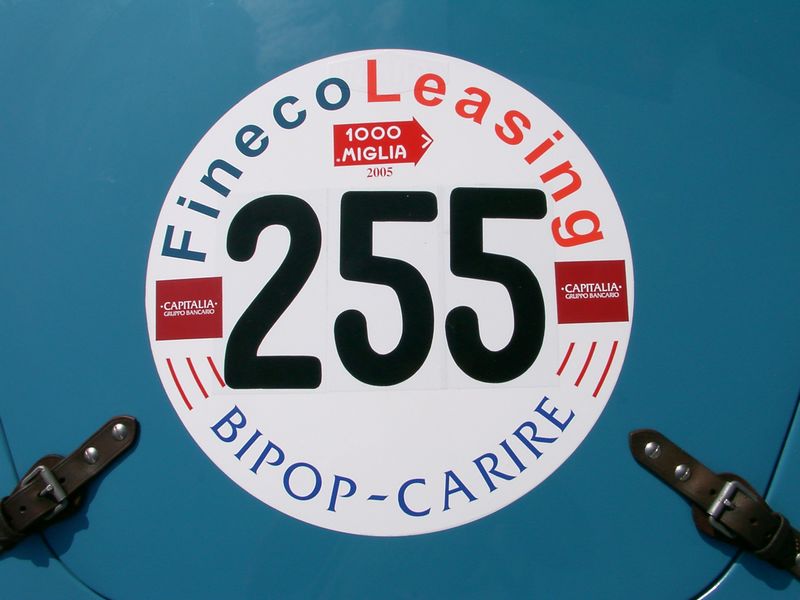 FinecoLeasing
1000
MIGLIA
2005
255
·CAPITALIA·
GRUPPO BANCARIO
·CAPITALIA·
GRUPPO BANCARIO
BIPOP-CARIRE